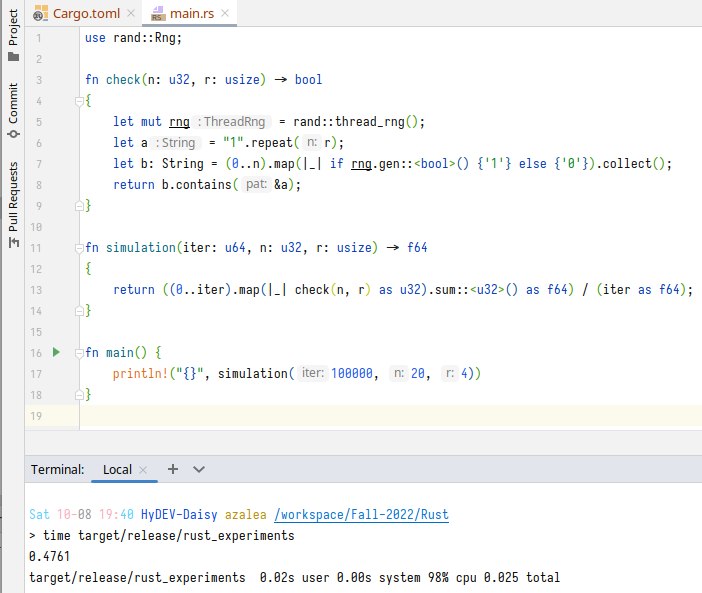 Project
Commit
Pull Requests
Cargo.toml
main.rs
1 use rand::Rng;
2
3 fn check(n: u32, r: usize) → bool
4 {
5     let mut rng : ThreadRng = rand::thread_rng();
6     let a : String = "1".repeat( n: r);
7     let b: String = (0..n).map(|_| if rng.gen::<bool>() {'1'} else {'0'}).collect();
8     return b.contains( pat: &a);
9 }
10
11 fn simulation(iter: u64, n: u32, r: usize) → f64
12 {
13     return ((0..iter).map(|_| check(n, r) as u32).sum::<u32>() as f64) / (iter as f64);
14 }
15
16 fn main() {
17     println!("{}", simulation( iter: 100000, n: 20, r: 4))
18 }
19
Terminal: Local
Sat 10-08 19:40 HyDEV-Daisy azalea /workspace/Fall-2022/Rust
> time target/release/rust_experiments
0.4761
target/release/rust_experiments  0.02s user 0.00s system 98% cpu 0.025 total